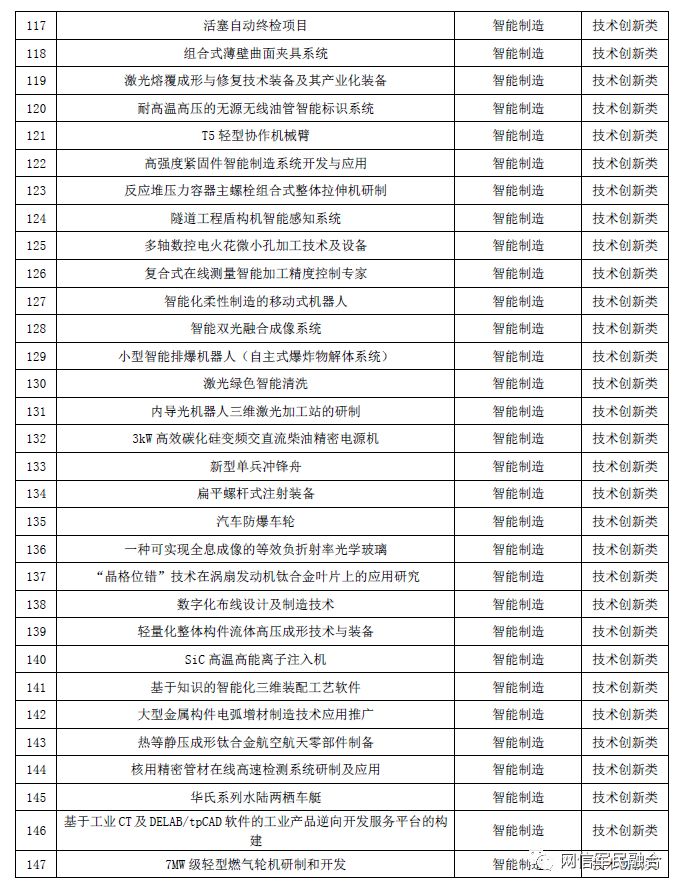 117 活塞自动终检项目 智能制造 技术创新类
118 组合式薄壁曲面夹具系统 智能制造 技术创新类
119 激光熔覆成形与修复技术装备及其产业化装备 智能制造 技术创新类
120 耐高温高压的无源无线油管智能标识系统 智能制造 技术创新类
121 T5 轻型协作机械臂 智能制造 技术创新类
122 高强度紧固件智能制造系统开发与应用 智能制造 技术创新类
123 反应堆压力容器主螺栓组合式整体拉伸机研制 智能制造 技术创新类
124 隧道工程盾构机智能感知系统 智能制造 技术创新类
125 多轴数控电火花微小孔加工技术及设备 智能制造 技术创新类
126 复合式在线测量智能加工精度控制专家 智能制造 技术创新类
127 智能化柔性制造的移动式机器人 智能制造 技术创新类
128 智能双光融合成像系统 智能制造 技术创新类
129 小型智能排爆机器人（自主式爆炸物解体系统） 智能制造 技术创新类
130 激光绿色智能清洗 智能制造 技术创新类
131 内导光机器人三维激光加工站的研制 智能制造 技术创新类
132 3kW 高效碳化硅变频交直流柴油精密电源机 智能制造 技术创新类
133 新型单兵冲锋舟 智能制造 技术创新类
134 扁平螺杆式注射装备 智能制造 技术创新类
135 汽车防爆车轮 智能制造 技术创新类
136 一种可实现全息成像的等效负折射率光学玻璃 智能制造 技术创新类
137 “晶格位错”技术在涡扇发动机钛合金叶片上的应用研究 智能制造 技术创新类
138 数字化布线设计及制造技术 智能制造 技术创新类
139 轻量化整体构件流体高压成形技术与装备 智能制造 技术创新类
140 SiC 高温高能离子注入机 智能制造 技术创新类
141 基于知识的智能化三维装配工艺软件 智能制造 技术创新类
142 大型金属构件电弧增材制造技术应用推广 智能制造 技术创新类
143 热等静压成形钛合金航空航天零部件制备 智能制造 技术创新类
144 核用精密管材在线高速检测系统研制及应用 智能制造 技术创新类
145 华氏系列水陆两栖车艇 智能制造 技术创新类
146 基于工业 CT 及 DELAB/tpCAD 软件的工业产品逆向开发服务平台的构 智能制造 技术创新类
建
147 7MW 级轻型燃气轮机研制和开发 智能制造 技术创新类
网信军民融合